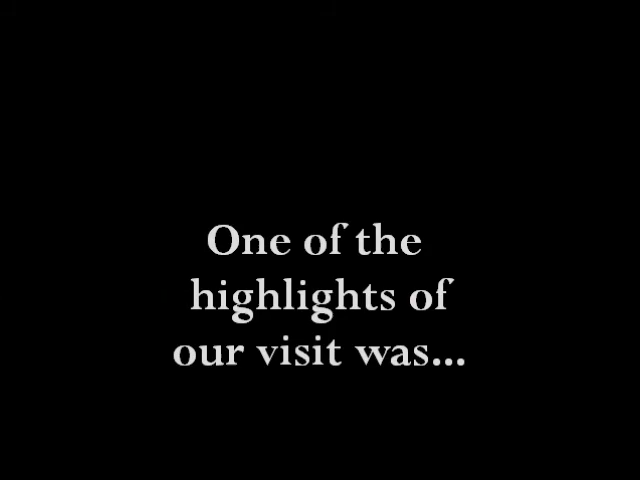 One of the
highlights of
our visit was...